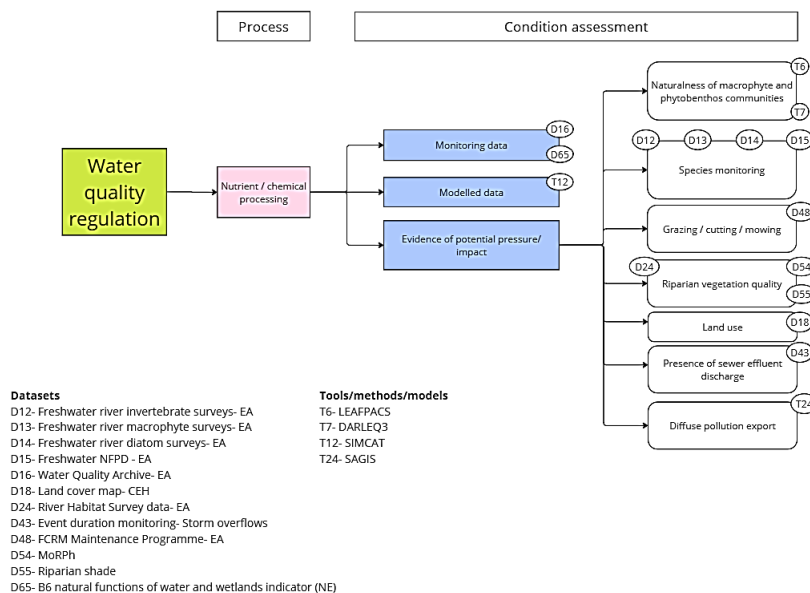 Process
Condition assessment
Water
quality
regulation
Nutrient / chemical
processing
Monitoring data
D16
D65
Modelled data
T12
Evidence of potential pressure/
impact
Naturalness of macrophyte and
phytobenthos communities
T6
T7
D12
D13
D14
D15
Species monitoring
Grazing / cutting / mowing
D48
D24
Riparian vegetation quality
D54
D55
Land use
D18
Presence of sewer effluent
discharge
D43
Diffuse pollution export
T24
Datasets
D12- Freshwater river invertebrate surveys- EA
D13- Freshwater river macrophyte surveys- EA
D14- Freshwater river diatom surveys- EA
D15- Freshwater NFPD - EA
D16- Water Quality Archive- EA
D18- Land cover map- CEH
D24- River Habitat Survey data- EA
D43- Event duration monitoring- Storm overflows
D48- FCRM Maintenance Programme- EA
D54- MoRPh
D55- Riparian shade
D65- B6 natural functions of water and wetlands indicator (NE)
Tools/methods/models
T6- LEAFPACS
T7- DARLEQ3
T12- SIMCAT
T24- SAGIS